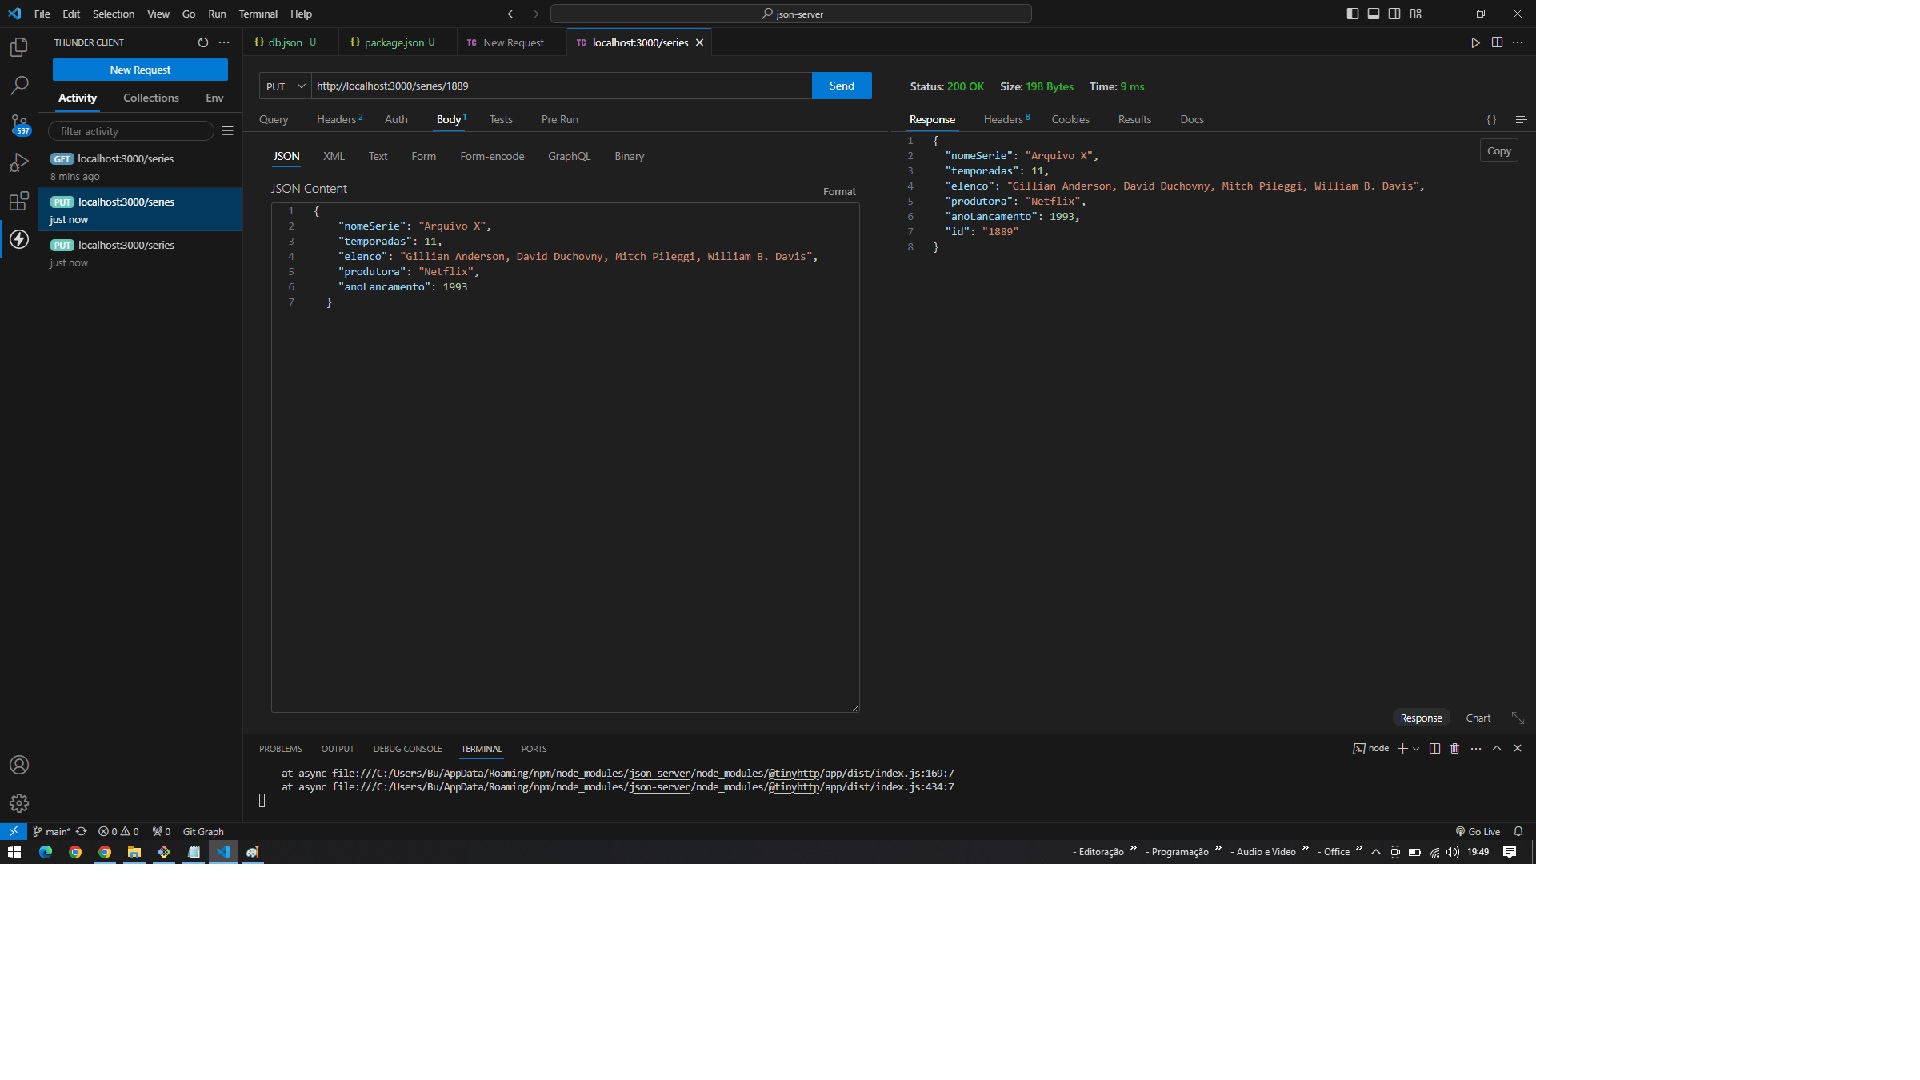 File Edit Selection View Go Run Terminal Help
json-server
THUNDER CLIENT
New Request
Activity Collections Env
filter activity
GET localhost:3000/series
8 mins ago
PUT localhost:3000/series
just now
PUT localhost:3000/series
just now
597
{} db.json U
{} package.json U
TC New Request
TC localhost:3000/series
PUT http://localhost:3000/series/1889 Send
Query Headers 2 Auth Body 1 Tests Pre Run
JSON XML Text Form Form-encode GraphQL Binary
JSON Content
Format
1 {
2 "nomeSerie": "Arquivo X",
3 "temporadas": 11,
4 "elenco": "Gillian Anderson, David Duchovny, Mitch Pileggi, William B. Davis",
5 "produtora": "Netflix",
6 "anoLancamento": 1993
7 }
Status: 200 OK Size: 198 Bytes Time: 9 ms
Response Headers 8 Cookies Results Docs
{}
Copy
1 {
2 "nomeSerie": "Arquivo X",
3 "temporadas": 11,
4 "elenco": "Gillian Anderson, David Duchovny, Mitch Pileggi, William B. Davis",
5 "produtora": "Netflix",
6 "anoLancamento": 1993,
7 "id": "1889"
8 }
Response Chart
PROBLEMS OUTPUT DEBUG CONSOLE TERMINAL PORTS
node
at async file:///C:/Users/Bu/AppData/Roaming/npm/node_modules/json-server/node_modules/@tinyhttp/app/dist/index.js:169:7
at async file:///C:/Users/Bu/AppData/Roaming/npm/node_modules/json-server/node_modules/@tinyhttp/app/dist/index.js:434:7
main* 0 0 0 Git Graph
Go Live
- Editoração » - Programação » - Audio e Video » - Office » 19:49